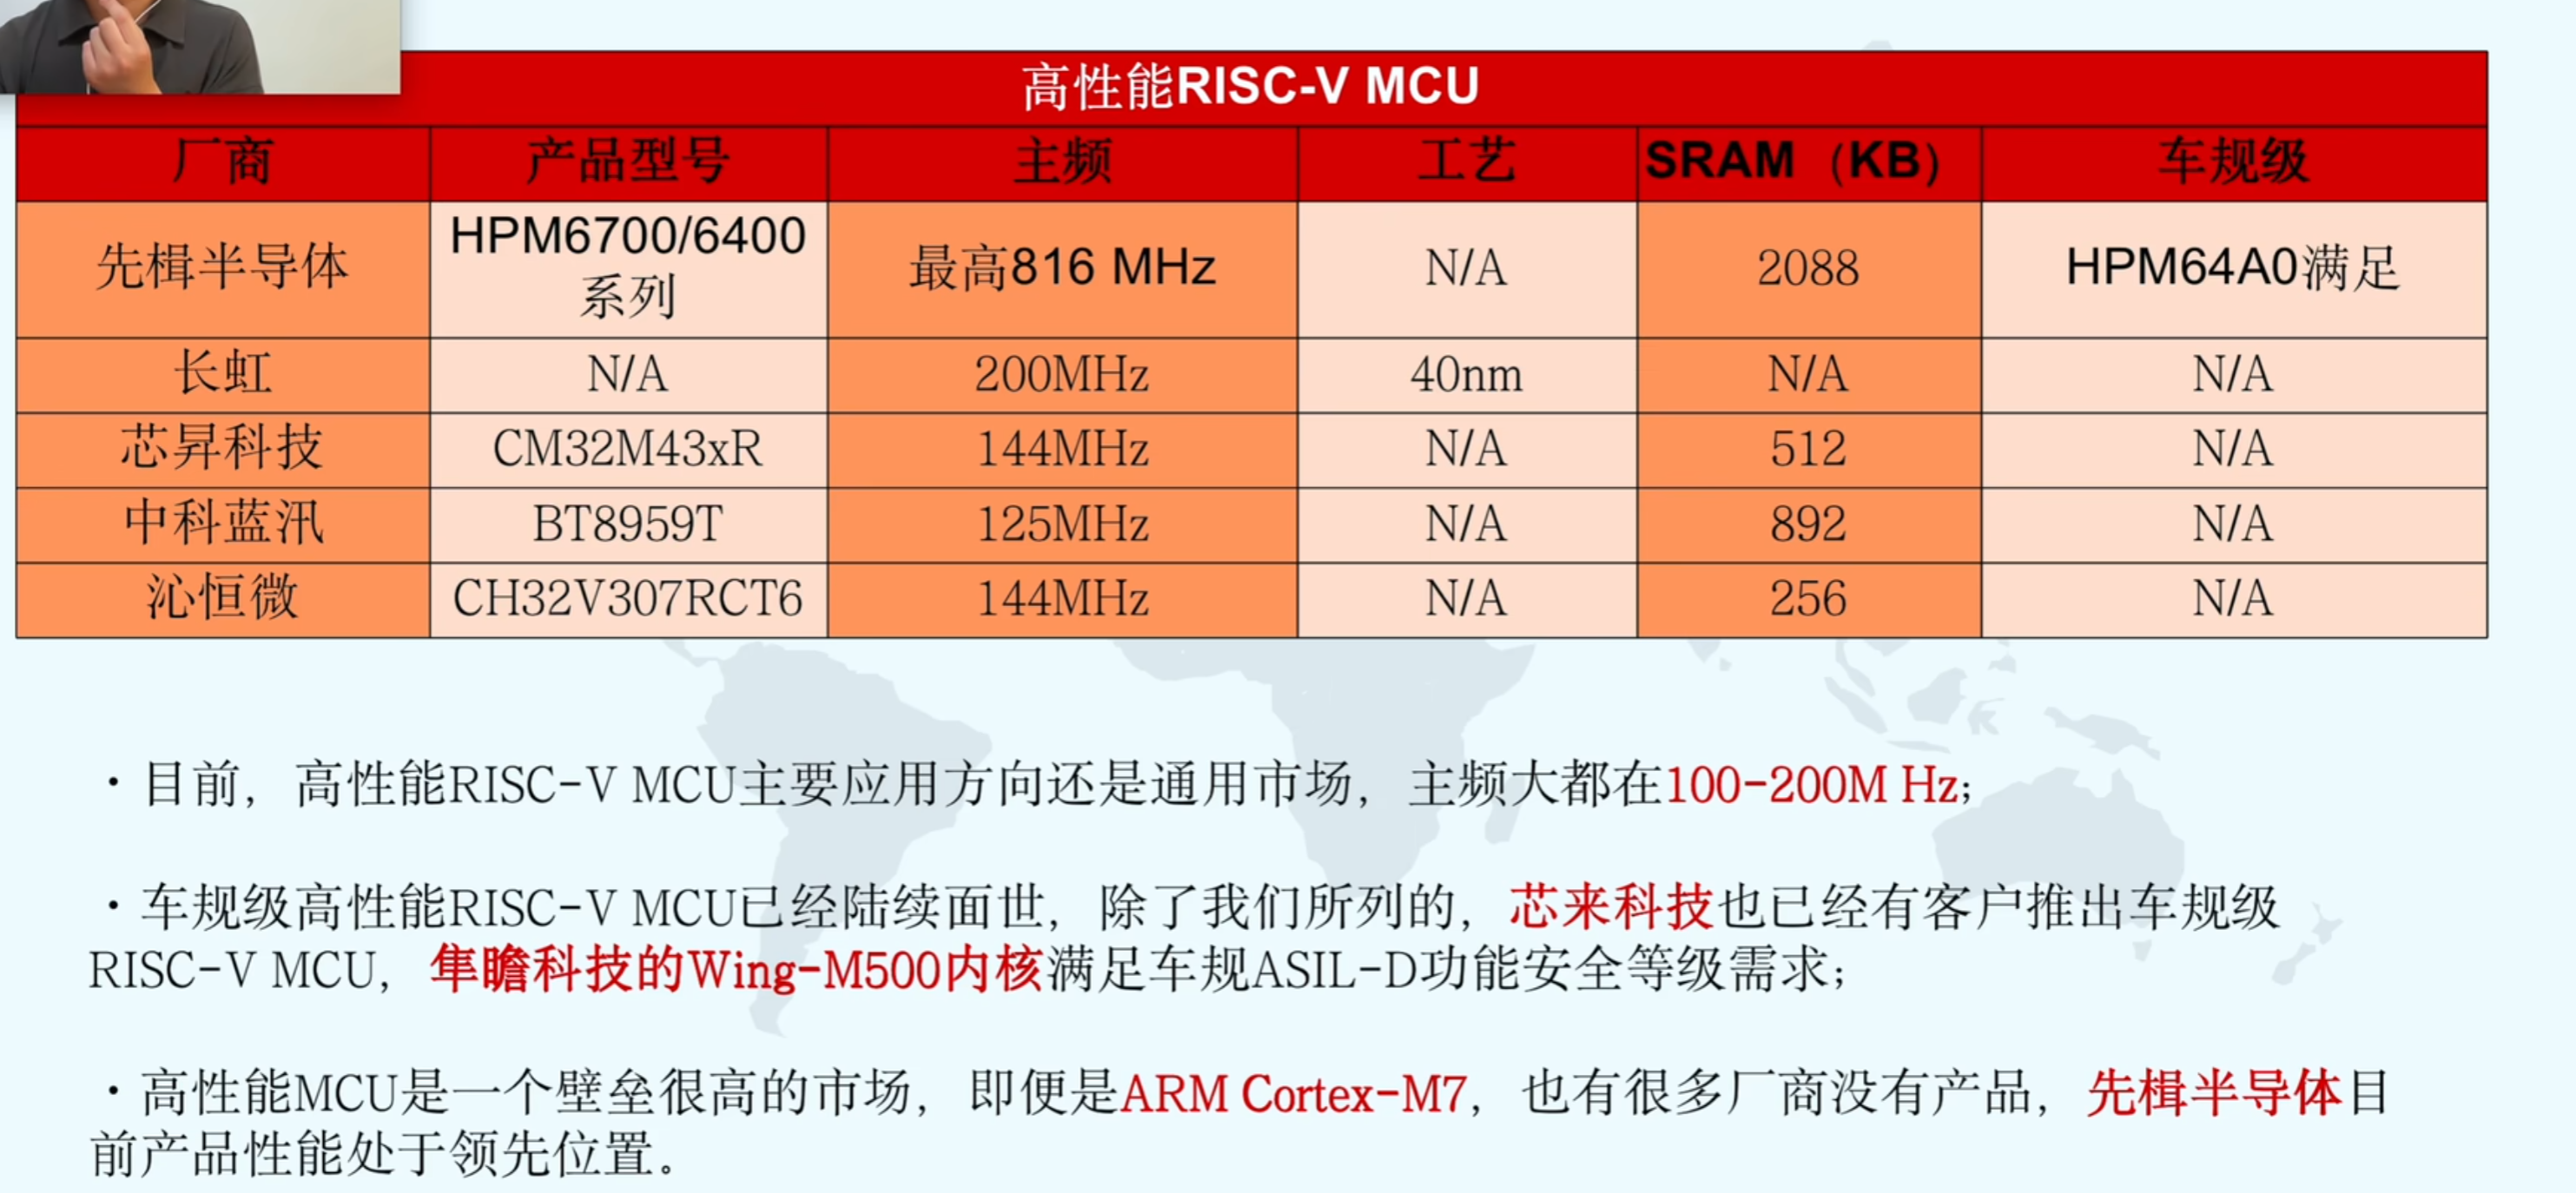 高性能RISC-V MCU
厂商 产品型号 主频 工艺 SRAM（KB） 车规级
先楫半导体 HPM6700/6400系列 最高816 MHz N/A 2088 HPM64A0满足
长虹 N/A 200MHz 40nm N/A N/A
芯昇科技 CM32M43xR 144MHz N/A 512 N/A
中科蓝汛 BT8959T 125MHz N/A 892 N/A
沁恒微 CH32V307RCT6 144MHz N/A 256 N/A
·目前，高性能RISC-V MCU主要应用方向还是通用市场，主频大都在100-200M Hz；
·车规级高性能RISC-V MCU已经陆续面世，除了我们所列的，芯来科技也已经有客户推出车规级
RISC-V MCU，隼瞻科技的Wing-M500内核满足车规ASIL-D功能安全等级需求；
·高性能MCU是一个壁垒很高的市场，即便是ARM Cortex-M7，也有很多厂商没有产品，先楫半导体目
前产品性能处于领先位置。